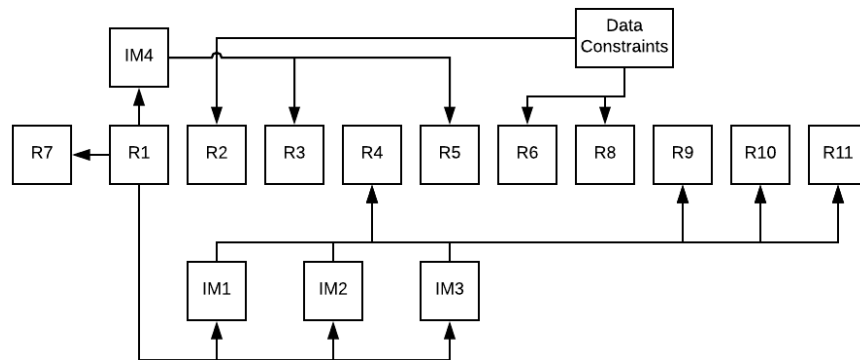 Data
Constraints
IM4
R7
R1
R2
R3
R4
R5
R6
R8
R9
R10
R11
IM1
IM2
IM3